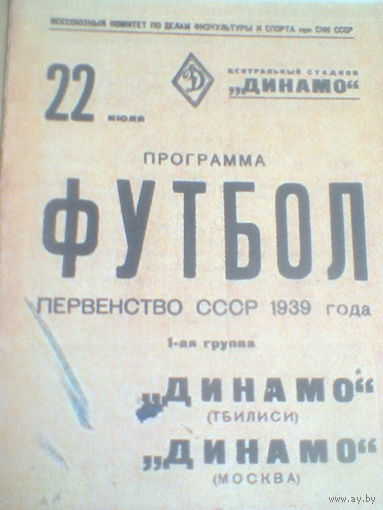 ВСЕСОЮЗНЫЙ КОМИТЕТ ПО ДЕЛАМ ФИЗКУЛЬТУРЫ И СПОРТА при СНК СССР
22
июля
Д
ЦЕНТРАЛЬНЫЙ СТАДИОН
„ДИНАМО“
ПРОГРАММА
ФУТБОЛ
ПЕРВЕНСТВО СССР 1939 года
1-ая группа
„ДИНАМО“
(ТБИЛИСИ)
„ДИНАМО“
(МОСКВА)
www.ay.by